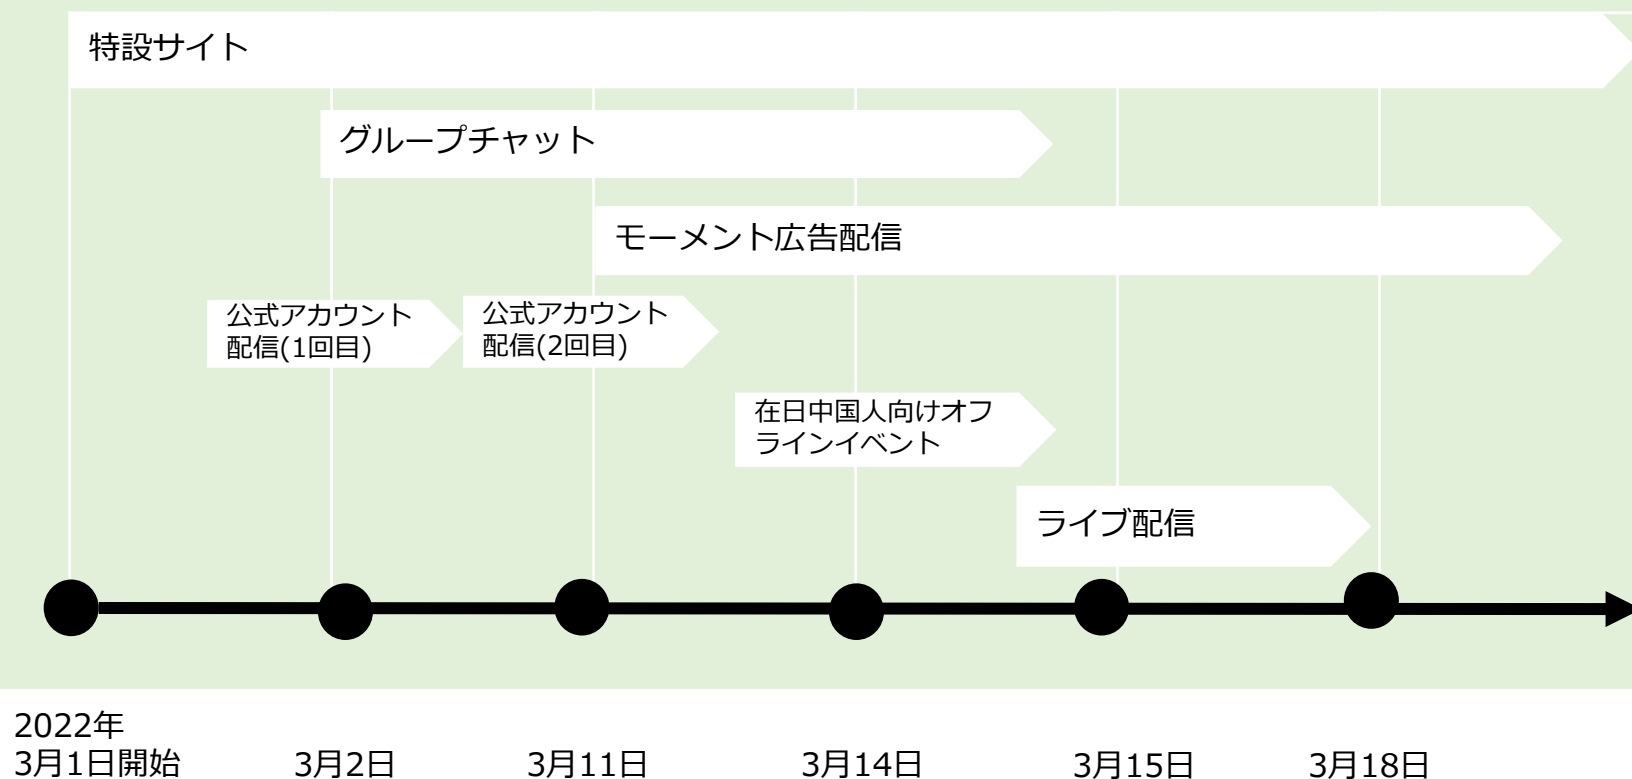 特設サイト
グループチャット
モーメント広告配信
公式アカウント
配信(1回目)
公式アカウント
配信(2回目)
在日中国人向けオフ
ラインイベント
ライブ配信
2022年
3月1日開始
3月2日
3月11日
3月14日
3月15日
3月18日